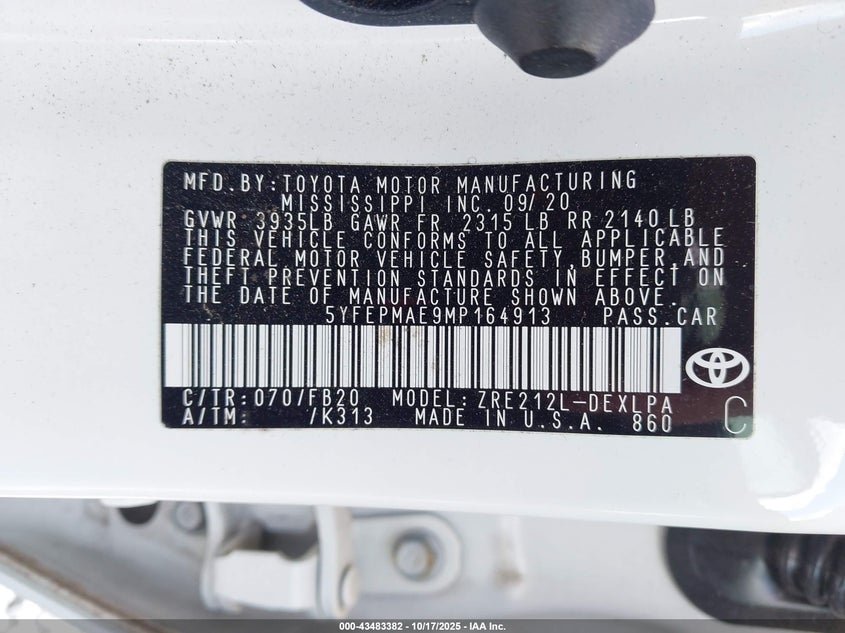 MFD.BY:TOYOTA MOTOR MANUFACTURING
MISSISSIPPI INC. 09/20
GVWR 3935LB GAWR FR 2315 LB RR 2140 LB
THIS VEHICLE CONFORMS TO ALL APPLICABLE
FEDERAL MOTOR VEHICLE SAFETY,BUMPER,AND
THEFT PREVENTION STANDARDS IN EFFECT ON
THE DATE OF MANUFACTURE SHOWN ABOVE.
5YFEPMAE9MP164913 PASS.CAR
C/TR:070/FB20 MODEL:ZRE212L-DEXLPA
A/TM: /K313 MADE IN U.S.A. 860 C
000-43483382 - 10/17/2025 - IAA Inc.